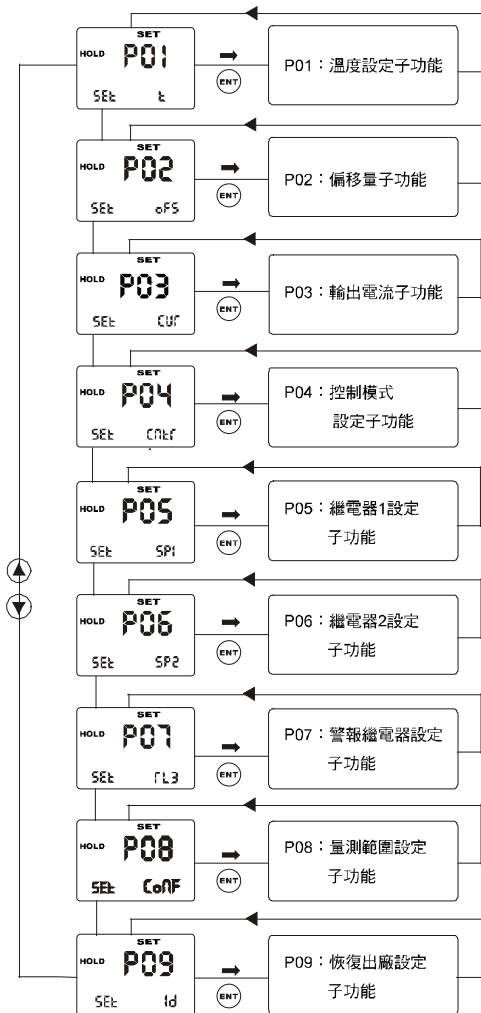 SET
HOLD P01
SEt t
ENT
P01：溫度設定子功能
SET
HOLD P02
SEt oFS
ENT
P02：偏移量子功能
SET
HOLD P03
SEt CUr
ENT
P03：輸出電流子功能
SET
HOLD P04
SEt Cntr
ENT
P04：控制模式
設定子功能
SET
HOLD P05
SEt SP1
ENT
P05：繼電器1設定
子功能
SET
HOLD P06
SEt SP2
ENT
P06：繼電器2設定
子功能
SET
HOLD P07
SEt rL3
ENT
P07：警報繼電器設定
子功能
SET
HOLD P08
SEt ConF
ENT
P08：量測範圍設定
子功能
SET
HOLD P09
SEt Id
ENT
P09：恢復出廠設定
子功能